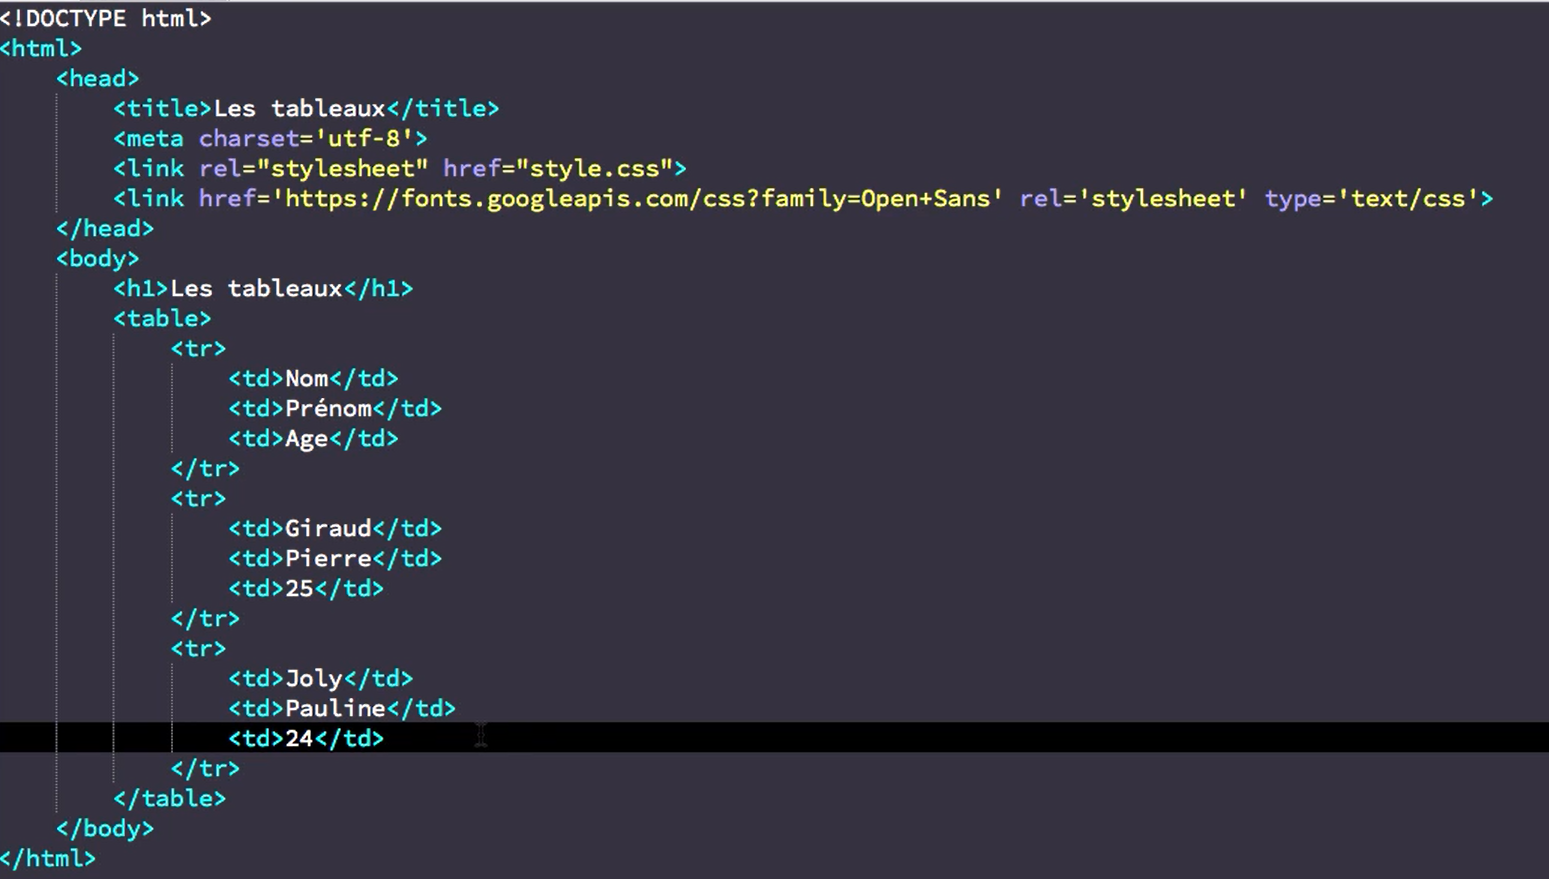 <!DOCTYPE html>
<html>
<head>
<title>Les tableaux</title>
<meta charset='utf-8'>
<link rel="stylesheet" href="style.css">
<link href='https://fonts.googleapis.com/css?family=Open+Sans' rel='stylesheet' type='text/css'>
</head>
<body>
<h1>Les tableaux</h1>
<table>
<tr>
<td>Nom</td>
<td>Prénom</td>
<td>Age</td>
</tr>
<tr>
<td>Giraud</td>
<td>Pierre</td>
<td>25</td>
</tr>
<tr>
<td>Joly</td>
<td>Pauline</td>
<td>24</td>
</tr>
</table>
</body>
</html>